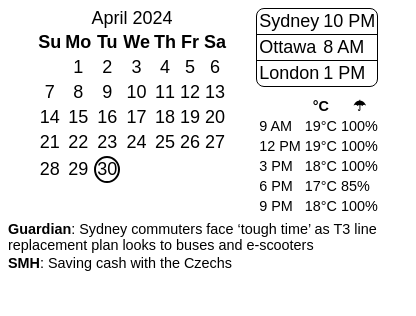 April 2024
Su Mo Tu We Th Fr Sa
1 2 3 4 5 6
7 8 9 10 11 12 13
14 15 16 17 18 19 20
21 22 23 24 25 26 27
28 29 30
Sydney 10 PM
Ottawa 8 AM
London 1 PM
°C ☂
9 AM 19°C 100%
12 PM 19°C 100%
3 PM 18°C 100%
6 PM 17°C 85%
9 PM 18°C 100%
Guardian: Sydney commuters face ‘tough time’ as T3 line
replacement plan looks to buses and e-scooters
SMH: Saving cash with the Czechs